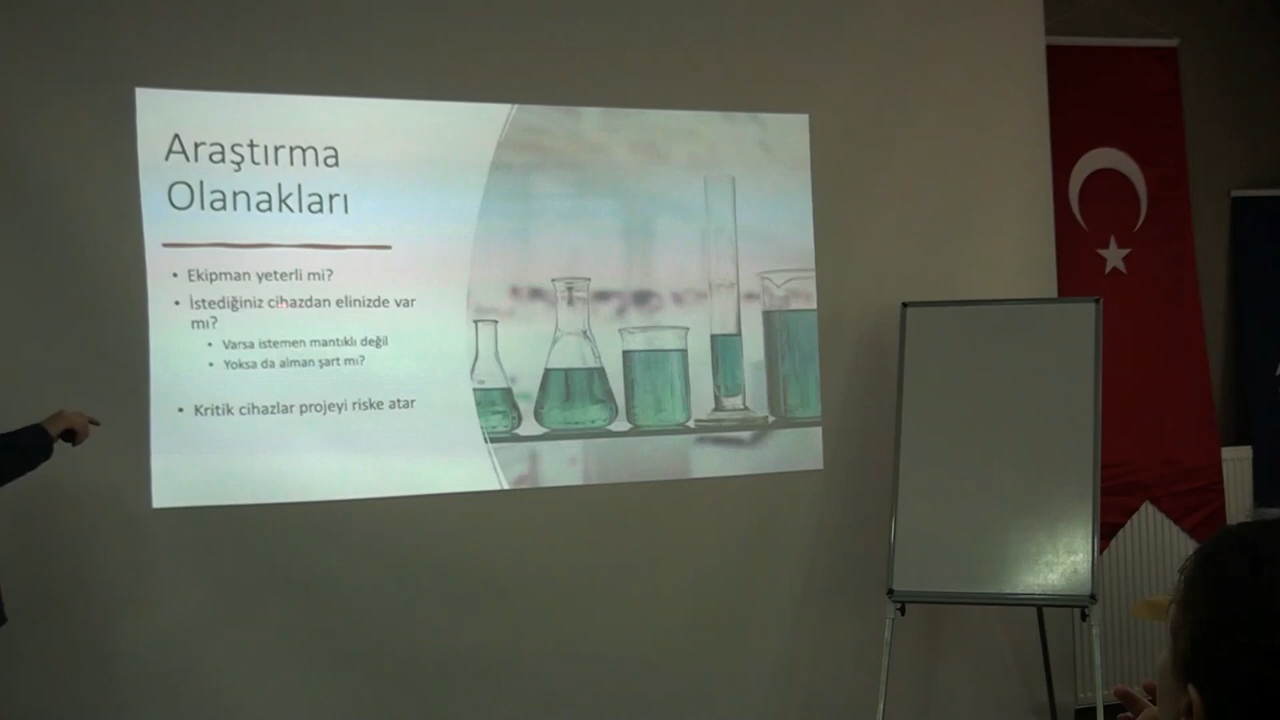 Araştırma
Olanakları
• Ekipman yeterli mi?
• İstediğiniz cihazdan elinizde var
mı?
• Varsa istemen mantıklı değil
• Yoksa da alman şart mı?
• Kritik cihazlar projeyi riske atar